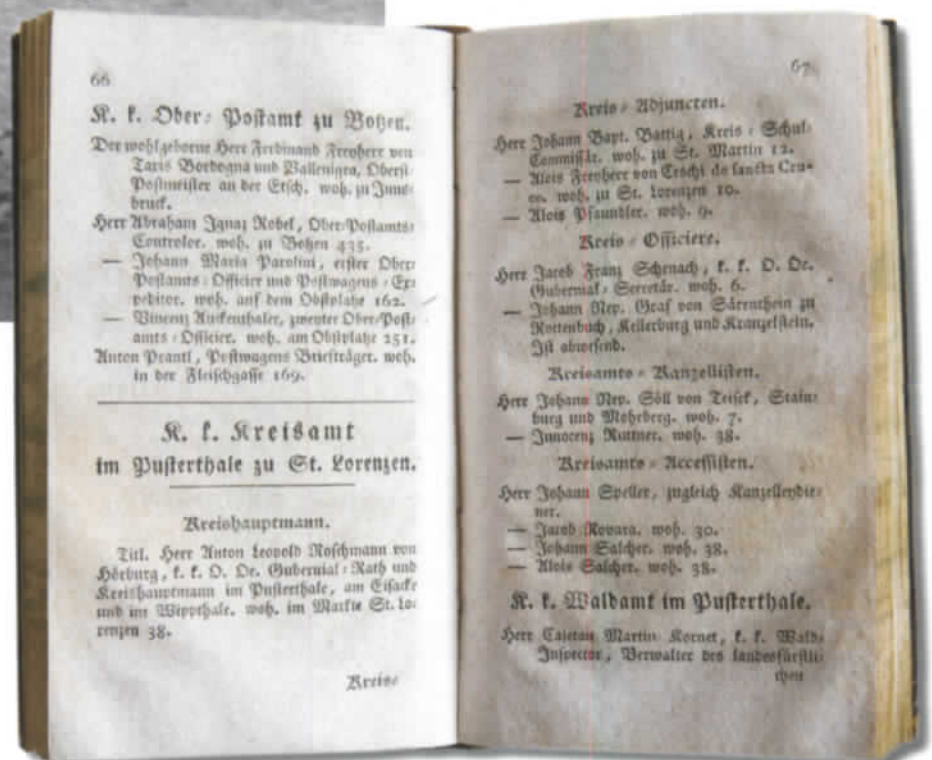 66
K. k. Ober- Postamt zu Botzen.
Der wohlgeborne Herr Ferdinand Freyherr von
Taxis Bordogna und Vallenigra, Oberst-
Postmeister an der Etsch. woh. zu Inns-
bruck.
Herr Abraham Ignaz Robel, Ober-Postamts-
Controlor. woh. zu Botzen 435.
— Johann Maria Parolini, erster Ober-
Postamts-Officier und Postwagens-Ex-
peditor. woh. auf dem Obstplatze 162.
— Vincenz Aukenthaler, zweyter Ober-Post-
amts-Officier. woh. am Obstplatze 251.
Anton Prantl, Postwagens Briefträger. woh.
in der Fleischgasse 169.
K. k. Kreisamt
im Pusterthale zu St. Lorenzen.
Kreishauptmann.
Titl. Herr Anton Leopold Roschmann von
Hörburg, k. k. O. Oe. Gubernial-Rath und
Kreishauptmann im Pusterthale, am Eisacke
und im Wippthale. woh. im Markte St. Lo-
renzen 38.
Kreis-
67
Kreis-Adjuncten.
Herr Johann Bapt. Battig, Kreis-Schul-
Commissär. woh. zu St. Martin 12.
— Alois Freyherr von Ceschi de sancta Cru-
ce. woh. zu St. Lorenzen 10.
— Alois Pfaundler. woh. 9.
Kreis-Officiere.
Herr Jacob Franz Schenach, k. k. O. Oe.
Gubernial-Secretär. woh. 6.
— Johann Nep. Graf von Särenthein zu
Rottenbuch, Kellerburg und Kranzelstein.
Ist abwesend.
Kreisamts-Kanzellisten.
Herr Johann Nep. Söll von Teisek, Stain-
burg und Mohrberg. woh. 7.
— Innocenz Ruttner. woh. 38.
Kreisamts-Accessisten.
Herr Johann Speller, zugleich Kanzelleydie-
ner.
— Jacob Rovara. woh. 30.
— Johann Salcher. woh. 38.
— Alois Salcher. woh. 38.
K. k. Waldamt im Pusterthale.
Herr Cajetan Martin Kornet, k. k. Wald-
Inspector, Verwalter des landesfürstli-
chen